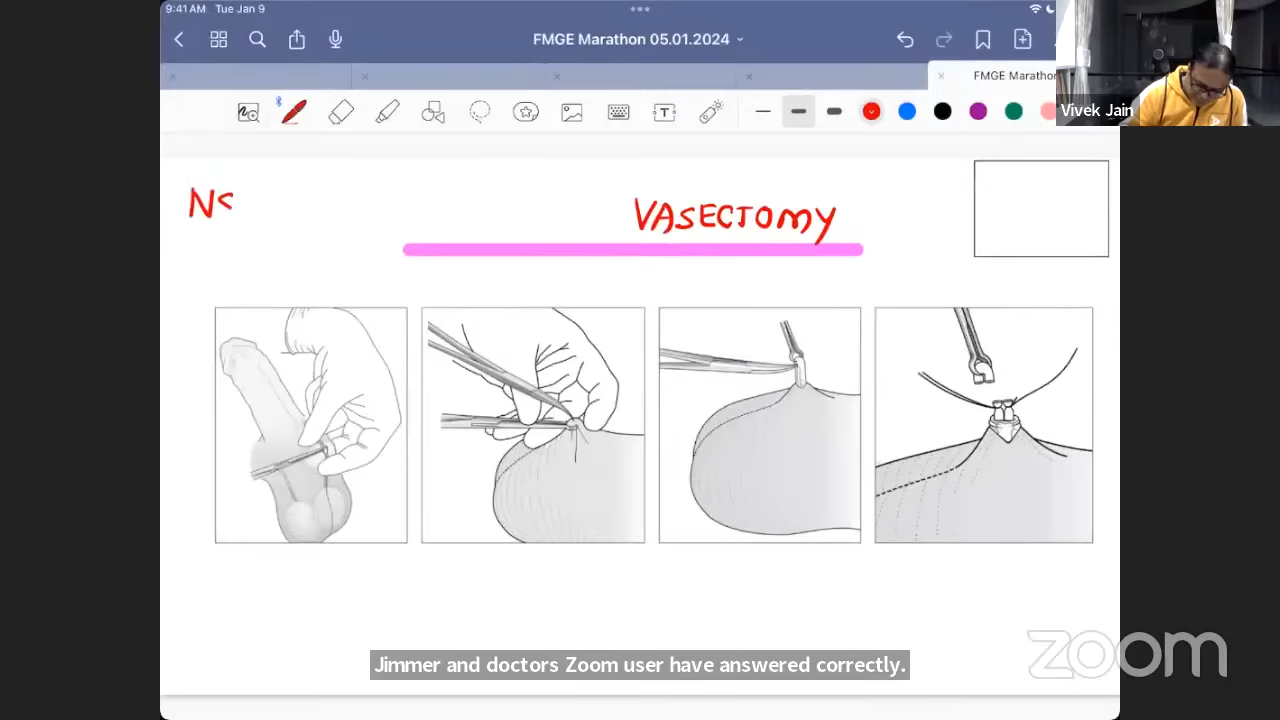 9:41 AM Tue Jan 9
FMGE Marathon 05.01.2024
FMGE Marathon
Vivek Jain
T
NS
VASECTOMY
Jimmer and doctors Zoom user have answered correctly.
zoom